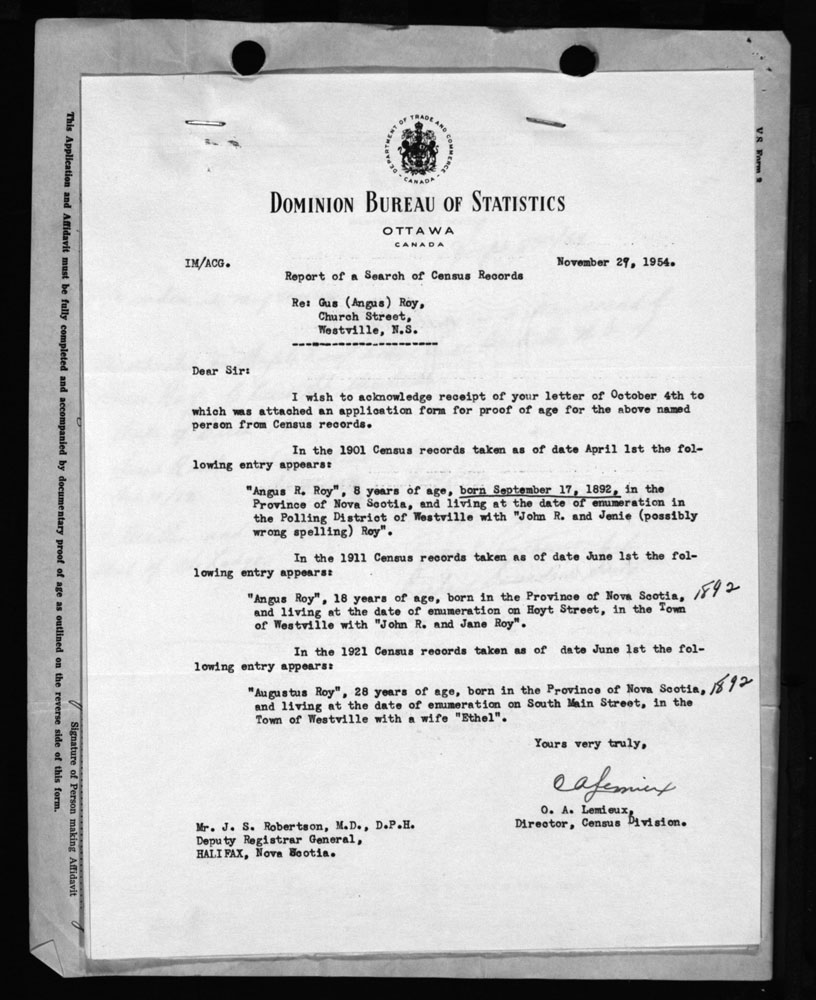 DEPARTMENT OF TRADE AND COMMERCE
- CANADA -
DOMINION BUREAU OF STATISTICS
OTTAWA
CANADA
IM/ACG.
November 29, 1954.
Report of a Search of Census Records
Re: Gus (Angus) Roy,
Church Street,
Westville, N.S.
Dear Sir:
I wish to acknowledge receipt of your letter of October 4th to
which was attached an application form for proof of age for the above named
person from Census records.
In the 1901 Census records taken as of date April 1st the fol-
lowing entry appears:
"Angus R. Roy", 8 years of age, born September 17, 1892, in the
Province of Nova Scotia, and living at the date of enumeration in
the Polling District of Westville with "John R. and Jenie (possibly
wrong spelling) Roy".
In the 1911 Census records taken as of date June 1st the fol-
lowing entry appears:
"Angus Roy", 18 years of age, born in the Province of Nova Scotia, 1892
and living at the date of enumeration on Hoyt Street, in the Town
of Westville with "John R. and Jane Roy".
In the 1921 Census records taken as of date June 1st the fol-
lowing entry appears:
"Augustus Roy", 28 years of age, born in the Province of Nova Scotia, 1892
and living at the date of enumeration on South Main Street, in the
Town of Westville with a wife "Ethel".
Yours very truly,
O A Lemieux
O. A. Lemieux,
Director, Census Division.
Mr. J. S. Robertson, M.D., D.P.H.
Deputy Registrar General,
HALIFAX, Nova Scotia.
This Application and Affidavit must be fully completed and accompanied by documentary proof of age as outlined on the reverse side of this form.
Signature of Person making Affidavit